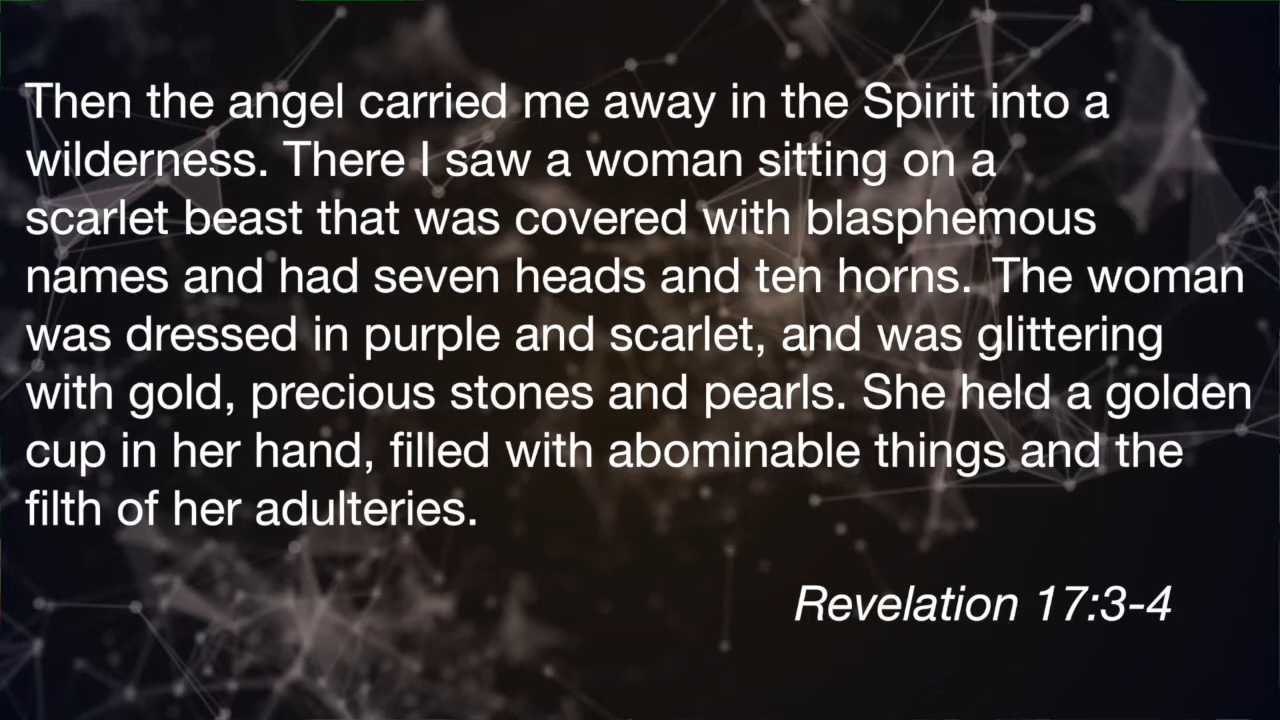 Then the angel carried me away in the Spirit into a
wilderness. There I saw a woman sitting on a
scarlet beast that was covered with blasphemous
names and had seven heads and ten horns. The woman
was dressed in purple and scarlet, and was glittering
with gold, precious stones and pearls. She held a golden
cup in her hand, filled with abominable things and the
filth of her adulteries.
Revelation 17:3-4